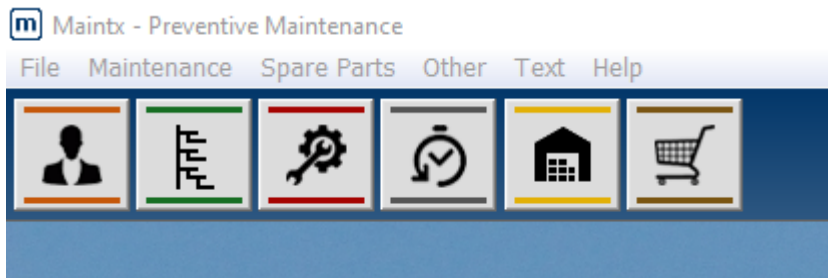 m Maintx - Preventive Maintenance
File Maintenance Spare Parts Other Text Help